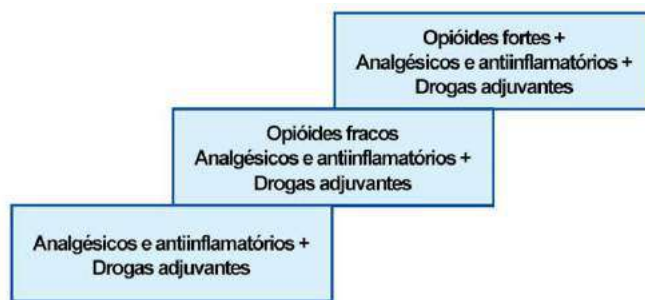 Opióides fortes +
Analgésicos e antiinflamatórios +
Drogas adjuvantes
Opióides fracos
Analgésicos e antiinflamatórios +
Drogas adjuvantes
Analgésicos e antiinflamatórios +
Drogas adjuvantes